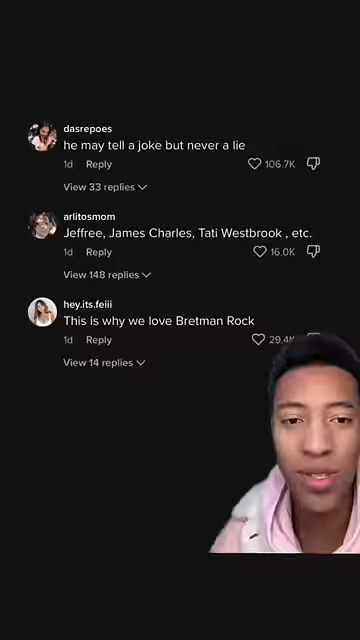 dasrepoes
he may tell a joke but never a lie
1d Reply 106.7K
View 33 replies
arlitosmom
Jeffree, James Charles, Tati Westbrook , etc.
1d Reply 16.0K
View 148 replies
hey.its.feiii
This is why we love Bretman Rock
1d Reply 29.4K
View 14 replies